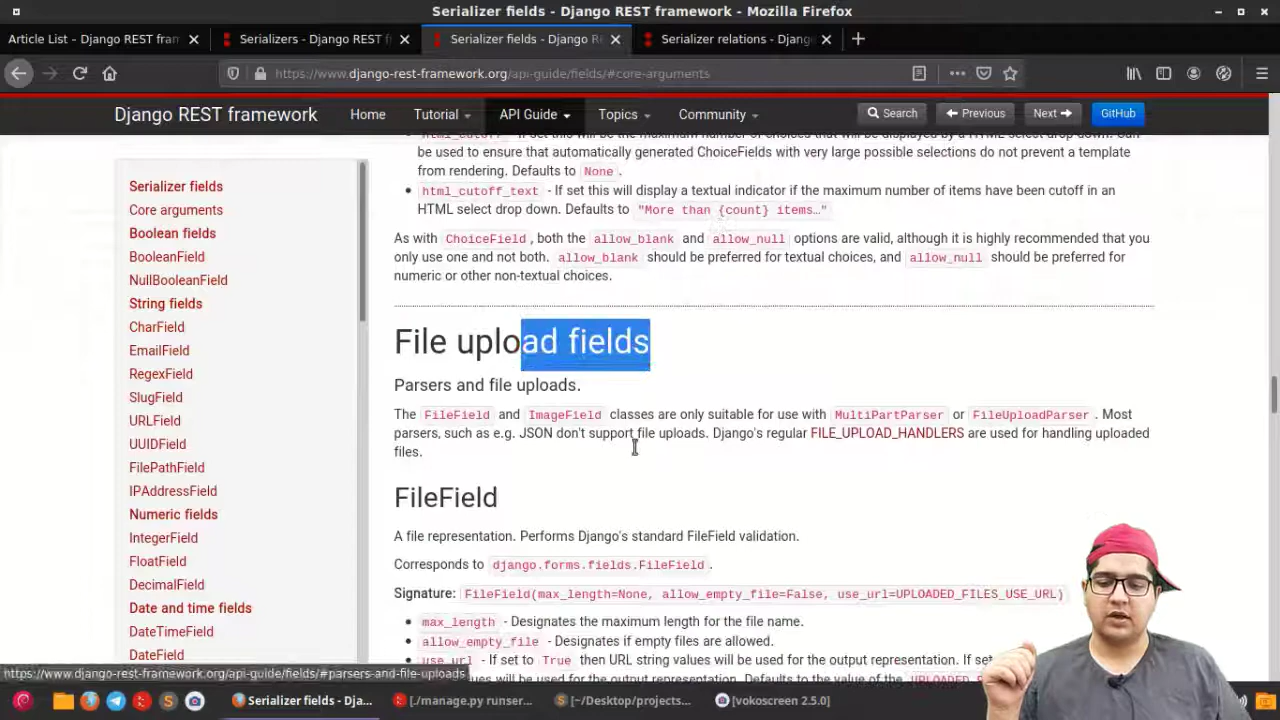 Serializer fields - Django REST framework - Mozilla Firefox
Article List - Django REST fran
Serializers - Django REST f
Serializer fields - Django R
Serializer relations - Djang
https://www.django-rest-framework.org/api-guide/fields/#core-arguments
Django REST framework
Home
Tutorial
API Guide
Topics
Community
Search
Previous
Next
GitHub
Serializer fields
Core arguments
Boolean fields
BooleanField
NullBooleanField
String fields
CharField
EmailField
RegexField
SlugField
URLField
UUIDField
FilePathField
IPAddressField
Numeric fields
IntegerField
FloatField
DecimalField
Date and time fields
DateTimeField
DateField
html_cutoff - If set this will be the maximum number of choices that will be displayed by a HTML select drop down. Can
be used to ensure that automatically generated ChoiceFields with very large possible selections do not prevent a template
from rendering. Defaults to None.
html_cutoff_text - If set this will display a textual indicator if the maximum number of items have been cutoff in an
HTML select drop down. Defaults to "More than {count} items…"
As with ChoiceField, both the allow_blank and allow_null options are valid, although it is highly recommended that you
only use one and not both. allow_blank should be preferred for textual choices, and allow_null should be preferred for
numeric or other non-textual choices.
File upload fields
Parsers and file uploads.
The FileField and ImageField classes are only suitable for use with MultiPartParser or FileUploadParser. Most
parsers, such as e.g. JSON don't support file uploads. Django's regular FILE_UPLOAD_HANDLERS are used for handling uploaded
files.
FileField
A file representation. Performs Django's standard FileField validation.
Corresponds to django.forms.fields.FileField.
Signature: FileField(max_length=None, allow_empty_file=False, use_url=UPLOADED_FILES_USE_URL)
max_length - Designates the maximum length for the file name.
allow_empty_file - Designates if empty files are allowed.
use_url - If set to True then URL string values will be used for the output representation. If set
values will be used for the output representation. Defaults to the value of the
https://www.django-rest-framework.org/api-guide/fields/#parsers-and-file-uploads
Serializer fields - Dja...
[./manage.py runser...
[~/Desktop/projects...
[vokoscreen 2.5.0]